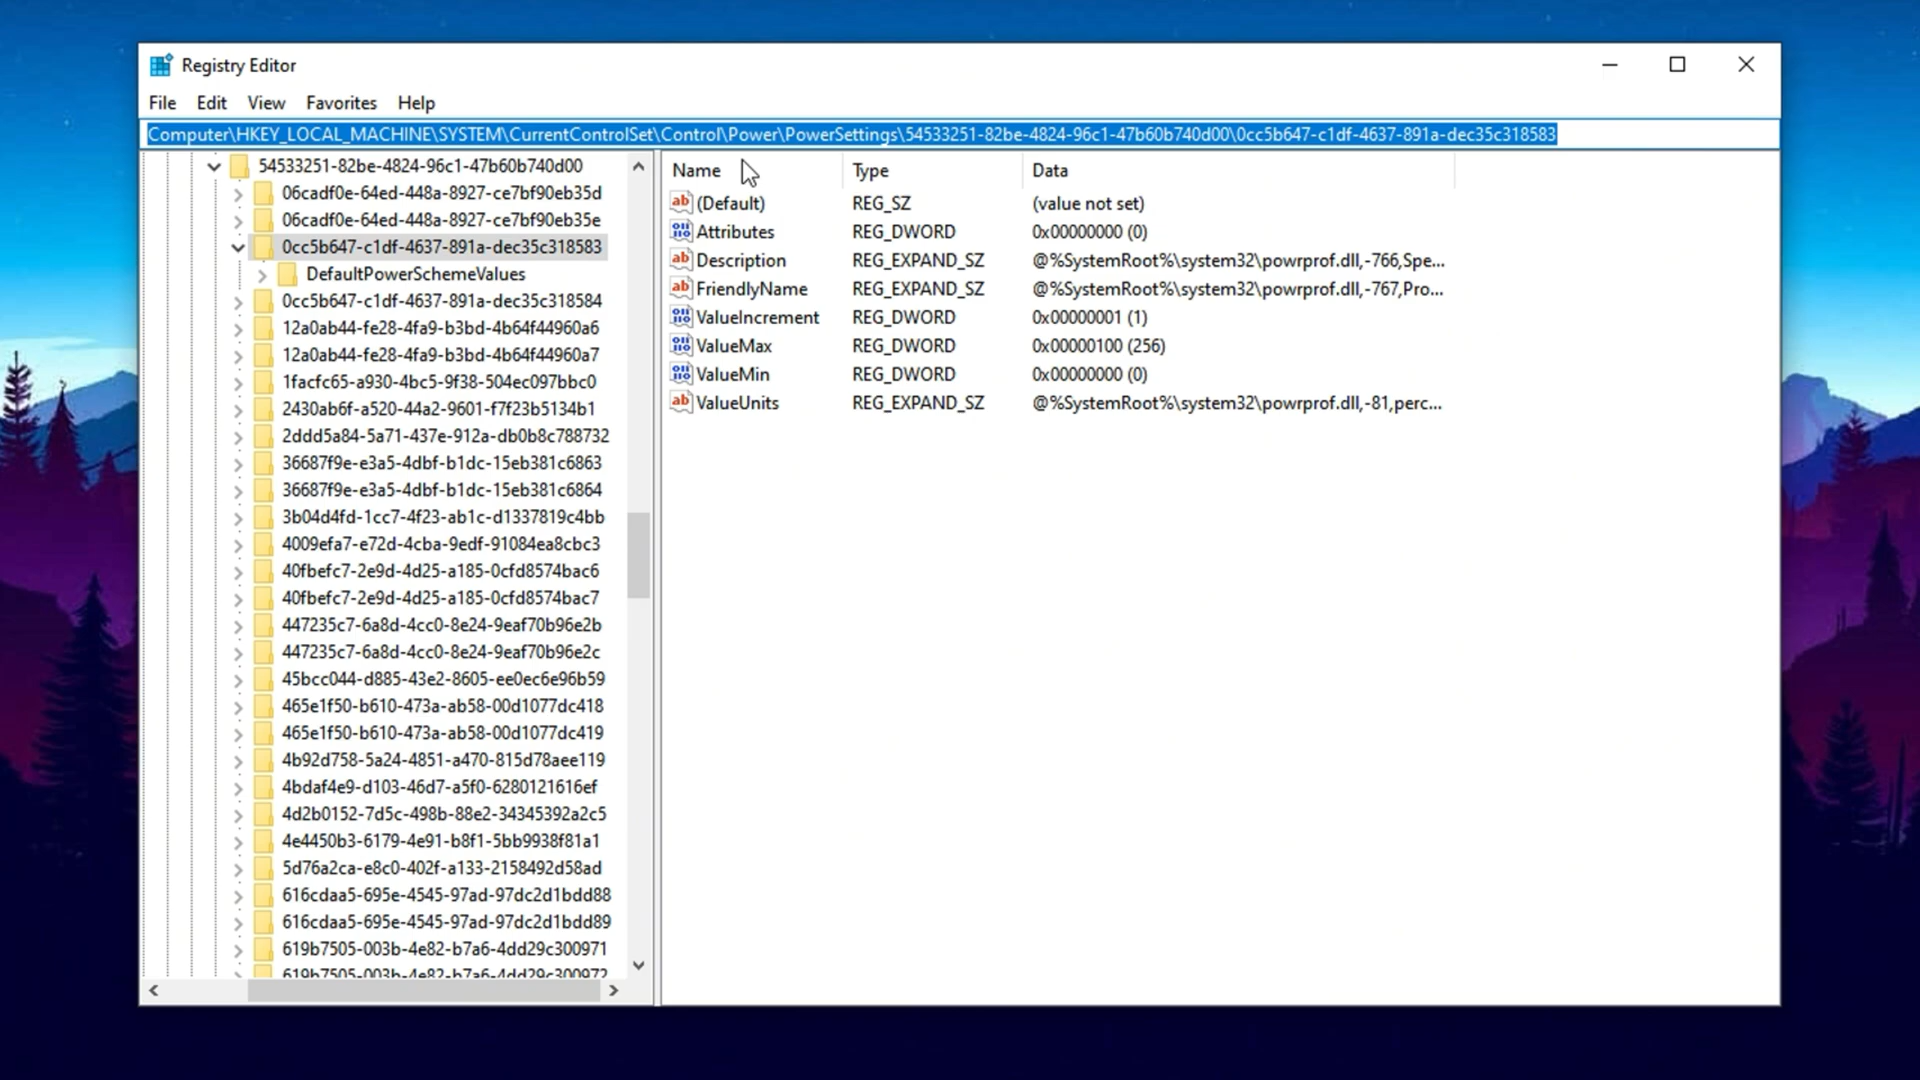 Registry Editor
File Edit View Favorites Help
Computer\HKEY_LOCAL_MACHINE\SYSTEM\CurrentControlSet\Control\Power\PowerSettings\54533251-82be-4824-96c1-47b60b740d00\0cc5b647-c1df-4637-891a-dec35c318583
54533251-82be-4824-96c1-47b60b740d00
06cadf0e-64ed-448a-8927-ce7bf90eb35d
06cadf0e-64ed-448a-8927-ce7bf90eb35e
0cc5b647-c1df-4637-891a-dec35c318583
DefaultPowerSchemeValues
0cc5b647-c1df-4637-891a-dec35c318584
12a0ab44-fe28-4fa9-b3bd-4b64f44960a6
12a0ab44-fe28-4fa9-b3bd-4b64f44960a7
1facfc65-a930-4bc5-9f38-504ec097bbc0
2430ab6f-a520-44a2-9601-f7f23b5134b1
2ddd5a84-5a71-437e-912a-db0b8c788732
36687f9e-e3a5-4dbf-b1dc-15eb381c6863
36687f9e-e3a5-4dbf-b1dc-15eb381c6864
3b04d4fd-1cc7-4f23-ab1c-d1337819c4bb
4009efa7-e72d-4cba-9edf-91084ea8cbc3
40fbefc7-2e9d-4d25-a185-0cfd8574bac6
40fbefc7-2e9d-4d25-a185-0cfd8574bac7
447235c7-6a8d-4cc0-8e24-9eaf70b96e2b
447235c7-6a8d-4cc0-8e24-9eaf70b96e2c
45bcc044-d885-43e2-8605-ee0ec6e96b59
465e1f50-b610-473a-ab58-00d1077dc418
465e1f50-b610-473a-ab58-00d1077dc419
4b92d758-5a24-4851-a470-815d78aee119
4bdaf4e9-d103-46d7-a5f0-6280121616ef
4d2b0152-7d5c-498b-88e2-34345392a2c5
4e4450b3-6179-4e91-b8f1-5bb9938f81a1
5d76a2ca-e8c0-402f-a133-2158492d58ad
616cdaa5-695e-4545-97ad-97dc2d1bdd88
616cdaa5-695e-4545-97ad-97dc2d1bdd89
619b7505-003b-4e82-b7a6-4dd29c300971
619b7505-003b-4e82-b7a6-4dd29c300972
Name Type Data
(Default) REG_SZ (value not set)
Attributes REG_DWORD 0x00000000 (0)
Description REG_EXPAND_SZ @%SystemRoot%\system32\powrprof.dll,-766,Spe...
FriendlyName REG_EXPAND_SZ @%SystemRoot%\system32\powrprof.dll,-767,Pro...
ValueIncrement REG_DWORD 0x00000001 (1)
ValueMax REG_DWORD 0x00000100 (256)
ValueMin REG_DWORD 0x00000000 (0)
ValueUnits REG_EXPAND_SZ @%SystemRoot%\system32\powrprof.dll,-81,perc...